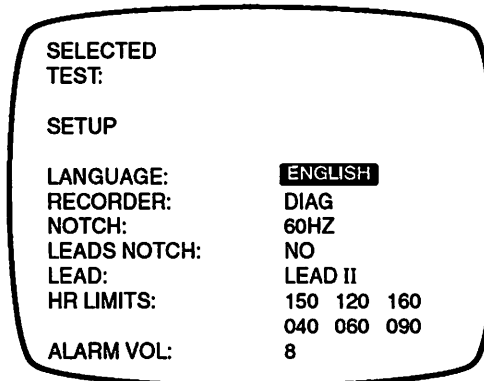 SELECTED
TEST:
SETUP
LANGUAGE: ENGLISH
RECORDER: DIAG
NOTCH: 60HZ
LEADS NOTCH: NO
LEAD: LEAD II
HR LIMITS: 150 120 160
040 060 090
ALARM VOL: 8